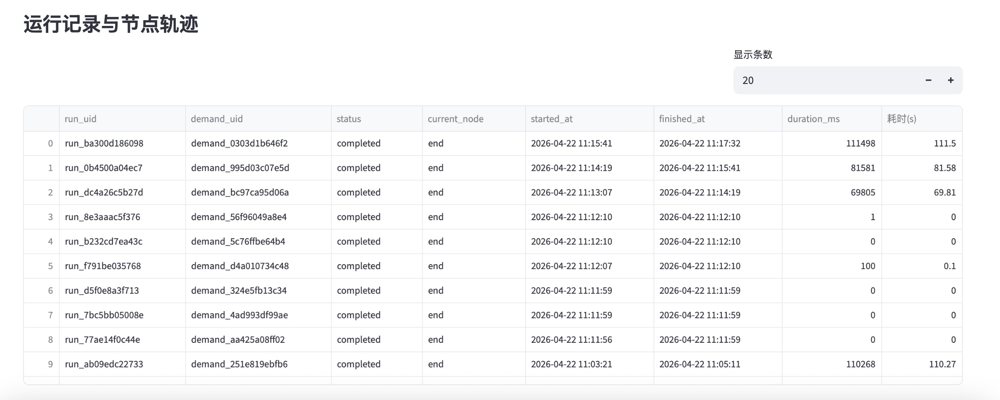 运行记录与节点轨迹
显示条数
20 − +
run_uid demand_uid status current_node started_at finished_at duration_ms 耗时(s)
0 run_ba300d186098 demand_0303d1b646f2 completed end 2026-04-22 11:15:41 2026-04-22 11:17:32 111498 111.5
1 run_0b4500a04ec7 demand_995d03c07e5d completed end 2026-04-22 11:14:19 2026-04-22 11:15:41 81581 81.58
2 run_dc4a26c5b27d demand_bc97ca95d06a completed end 2026-04-22 11:13:07 2026-04-22 11:14:19 69805 69.81
3 run_8e3aaac5f376 demand_56f96049a8e4 completed end 2026-04-22 11:12:10 2026-04-22 11:12:10 1 0
4 run_b232cd7ea43c demand_5c76ffbe64b4 completed end 2026-04-22 11:12:10 2026-04-22 11:12:10 0 0
5 run_f791be035768 demand_d4a010734c48 completed end 2026-04-22 11:12:07 2026-04-22 11:12:10 100 0.1
6 run_d5f0e8a3f713 demand_324e5fb13c34 completed end 2026-04-22 11:11:59 2026-04-22 11:11:59 0 0
7 run_7bc5bb05008e demand_4ad993df99ae completed end 2026-04-22 11:11:59 2026-04-22 11:11:59 0 0
8 run_77ae14f0c44e demand_aa425a08ff02 completed end 2026-04-22 11:11:56 2026-04-22 11:11:59 0 0
9 run_ab09edc22733 demand_251e819ebfb6 completed end 2026-04-22 11:03:21 2026-04-22 11:05:11 110268 110.27